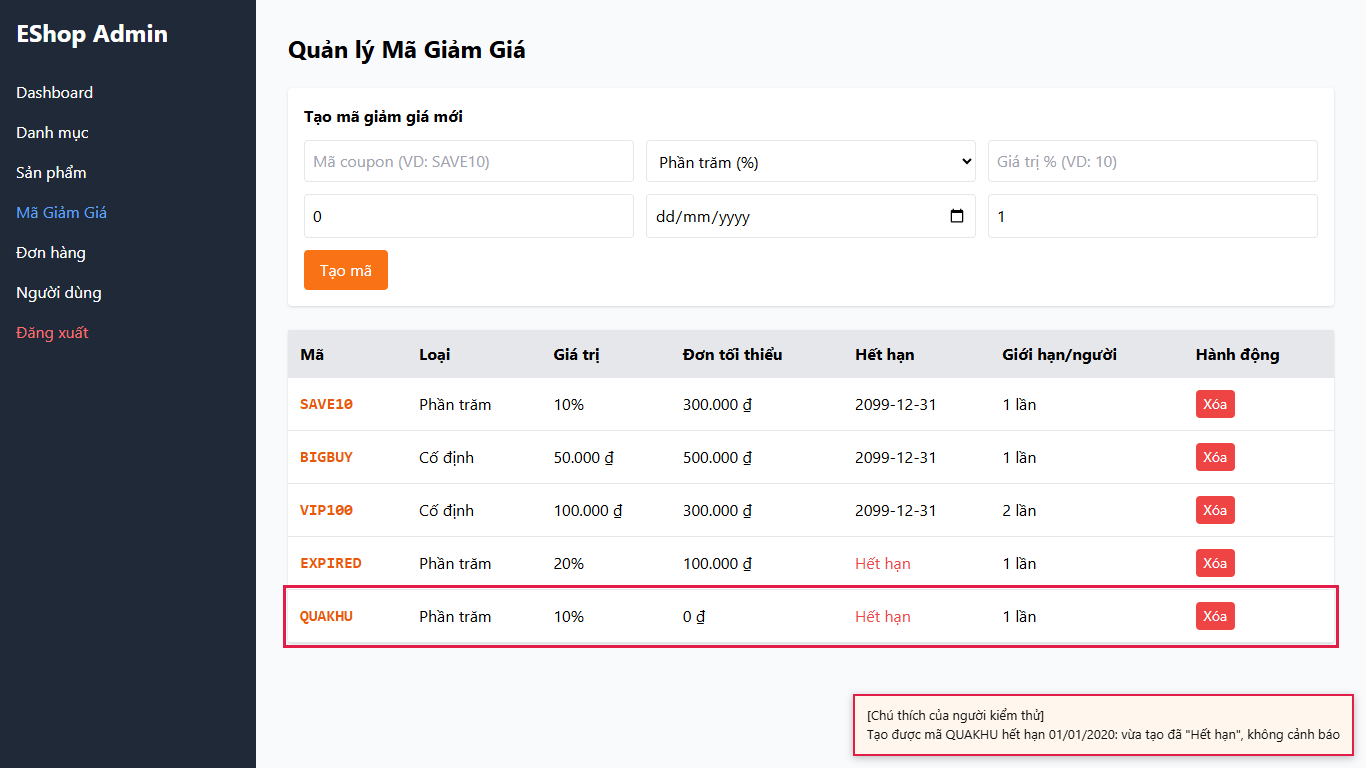 EShop Admin
Dashboard
Danh mục
Sản phẩm
Mã Giảm Giá
Đơn hàng
Người dùng
Đăng xuất
Quản lý Mã Giảm Giá
Tạo mã giảm giá mới
Mã coupon (VD: SAVE10) Phần trăm (%) Giá trị % (VD: 10)
0 dd/mm/yyyy 1
Tạo mã
Mã Loại Giá trị Đơn tối thiểu Hết hạn Giới hạn/người Hành động
SAVE10 Phần trăm 10% 300.000 ₫ 2099-12-31 1 lần Xóa
BIGBUY Cố định 50.000 ₫ 500.000 ₫ 2099-12-31 1 lần Xóa
VIP100 Cố định 100.000 ₫ 300.000 ₫ 2099-12-31 2 lần Xóa
EXPIRED Phần trăm 20% 100.000 ₫ Hết hạn 1 lần Xóa
QUAKHU Phần trăm 10% 0 ₫ Hết hạn 1 lần Xóa
[Chú thích của người kiểm thử]
Tạo được mã QUAKHU hết hạn 01/01/2020: vừa tạo đã "Hết hạn", không cảnh báo